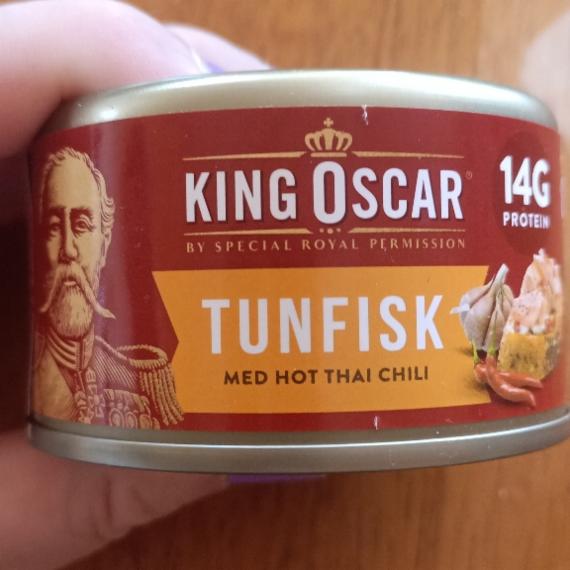 KING OSCAR®
BY SPECIAL ROYAL PERMISSION
14G
PROTEIN
TUNFISK
MED HOT THAI CHILI